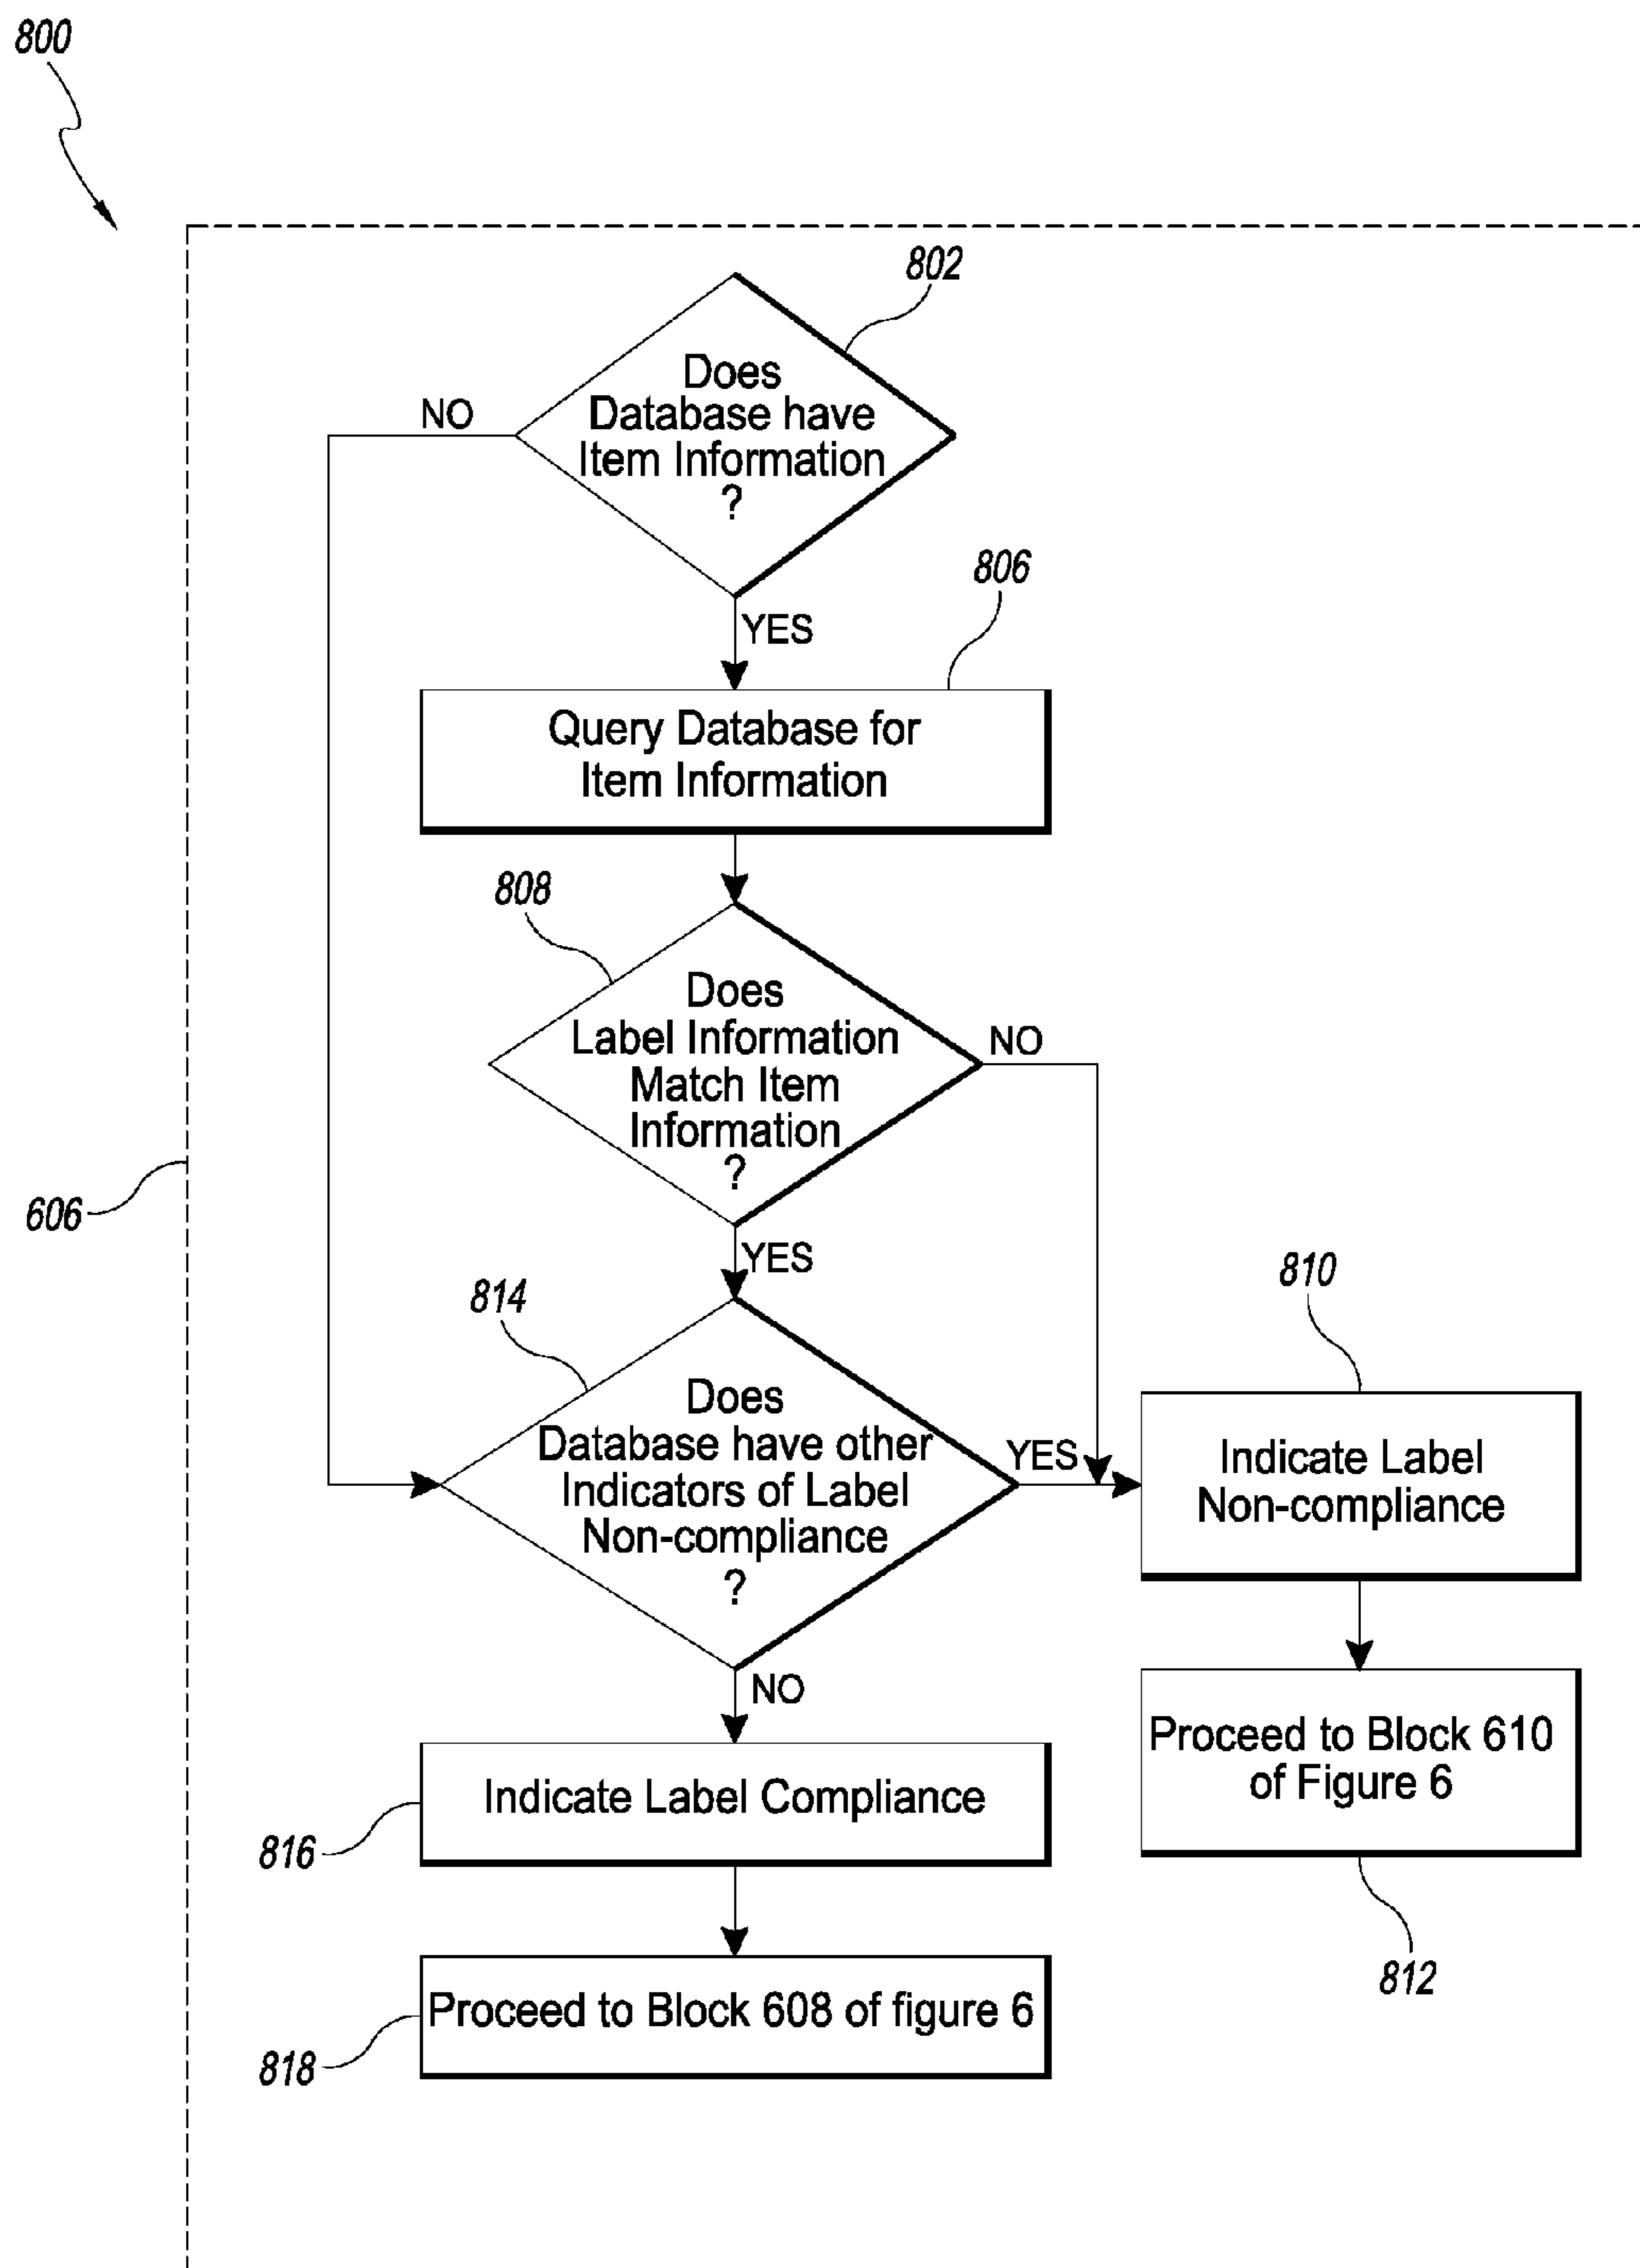 800
802
Does
Database have
Item Information
?
NO
YES
806
Query Database for
Item Information
808
Does
Label Information
Match Item
Information
?
NO
YES
606
814
Does
Database have other
Indicators of Label
Non-compliance
?
YES
NO
810
Indicate Label
Non-compliance
Proceed to Block 610
of Figure 6
812
Indicate Label Compliance
816
Proceed to Block 608 of figure 6
818